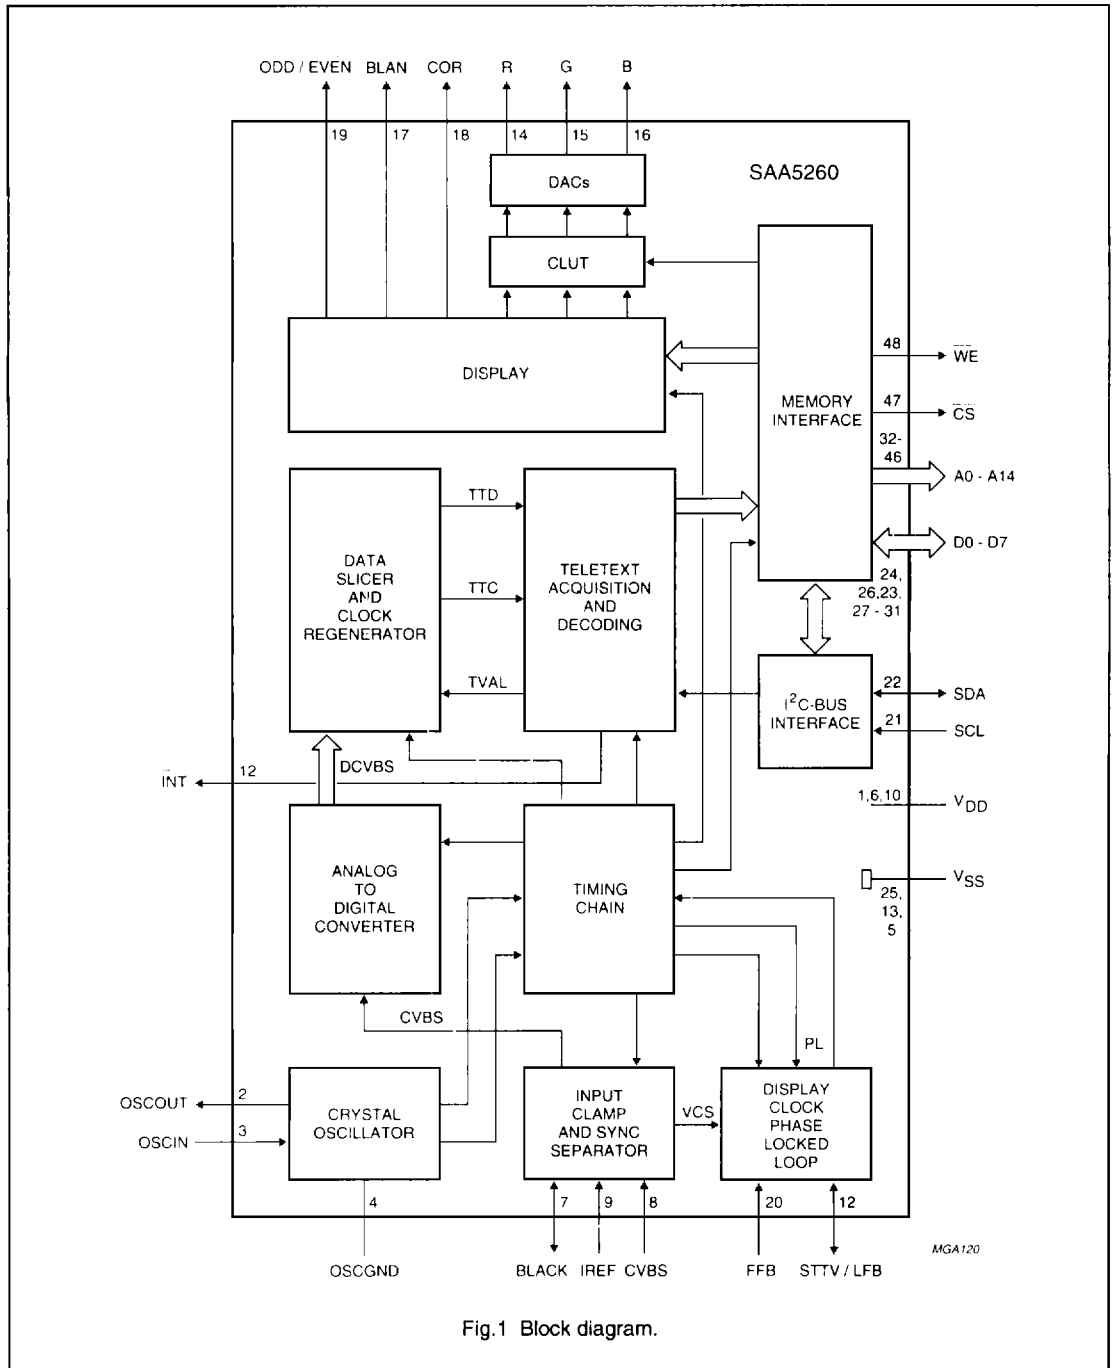 ODD / EVEN BLAN COR R G B
19 17 18 14 15 16
SAA5260
DACs
CLUT
DISPLAY
MEMORY
INTERFACE
48 WE
47 CS
32-
46 A0 - A14
D0 - D7
24,
26,23,
27 - 31
TTD
TTC
TVAL
DATA
SLICER
AND
CLOCK
REGENERATOR
TELETEXT
ACQUISITION
AND
DECODING
I²C-BUS
INTERFACE
22 SDA
21 SCL
INT 12
DCVBS
1,6,10 VDD
VSS
25,
13,
5
ANALOG
TO
DIGITAL
CONVERTER
TIMING
CHAIN
CVBS
PL
OSCOUT 2
OSCIN 3
CRYSTAL
OSCILLATOR
INPUT
CLAMP
AND SYNC
SEPARATOR
VCS
DISPLAY
CLOCK
PHASE
LOCKED
LOOP
4 7 9 8 20 12
OSCGND BLACK IREF CVBS FFB STTV / LFB
MGA120
Fig.1 Block diagram.